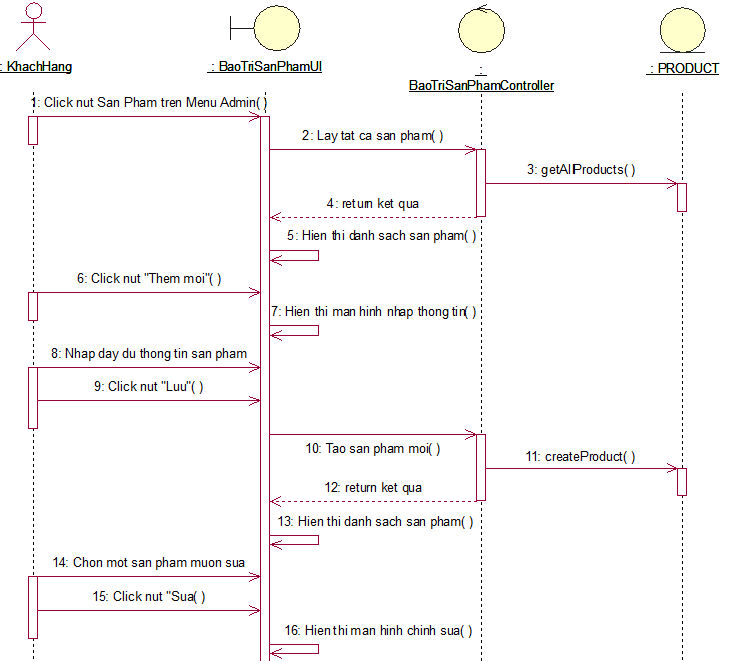 : KhachHang
: BaoTriSanPhamUI
:
BaoTriSanPhamController
: PRODUCT
1: Click nut San Pham tren Menu Admin( )
2: Lay tat ca san pham( )
3: getAllProducts( )
4: return ket qua
5: Hien thi danh sach san pham( )
6: Click nut "Them moi"( )
7: Hien thi man hinh nhap thong tin( )
8: Nhap day du thong tin san pham
9: Click nut "Luu"( )
10: Tao san pham moi( )
11: createProduct( )
12: return ket qua
13: Hien thi danh sach san pham( )
14: Chon mot san pham muon sua
15: Click nut "Sua( )
16: Hien thi man hinh chinh sua( )